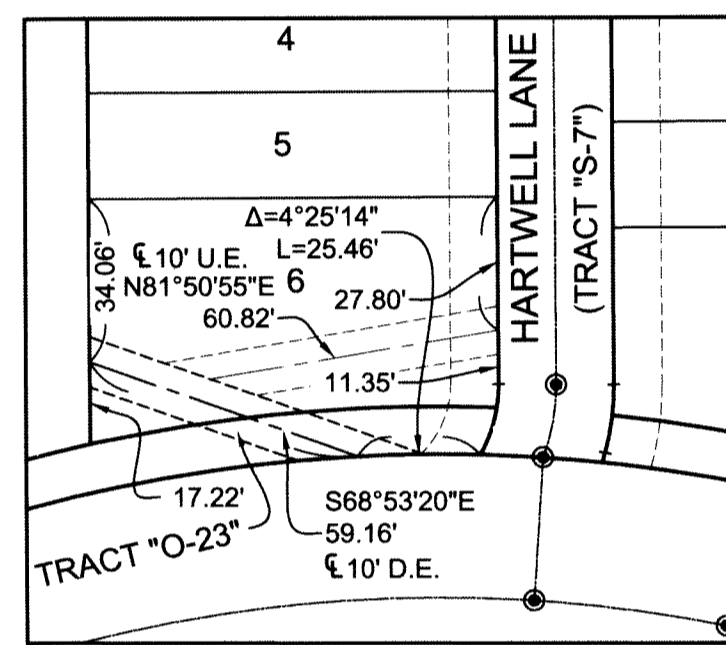 4
5
Δ=4°25'14"
L=25.46'
34.06'
℄ 10' U.E.
N81°50'55"E 6
60.82'
27.80'
11.35'
HARTWELL LANE
(TRACT "S-7")
17.22'
TRACT "O-23"
S68°53'20"E
59.16'
℄ 10' D.E.